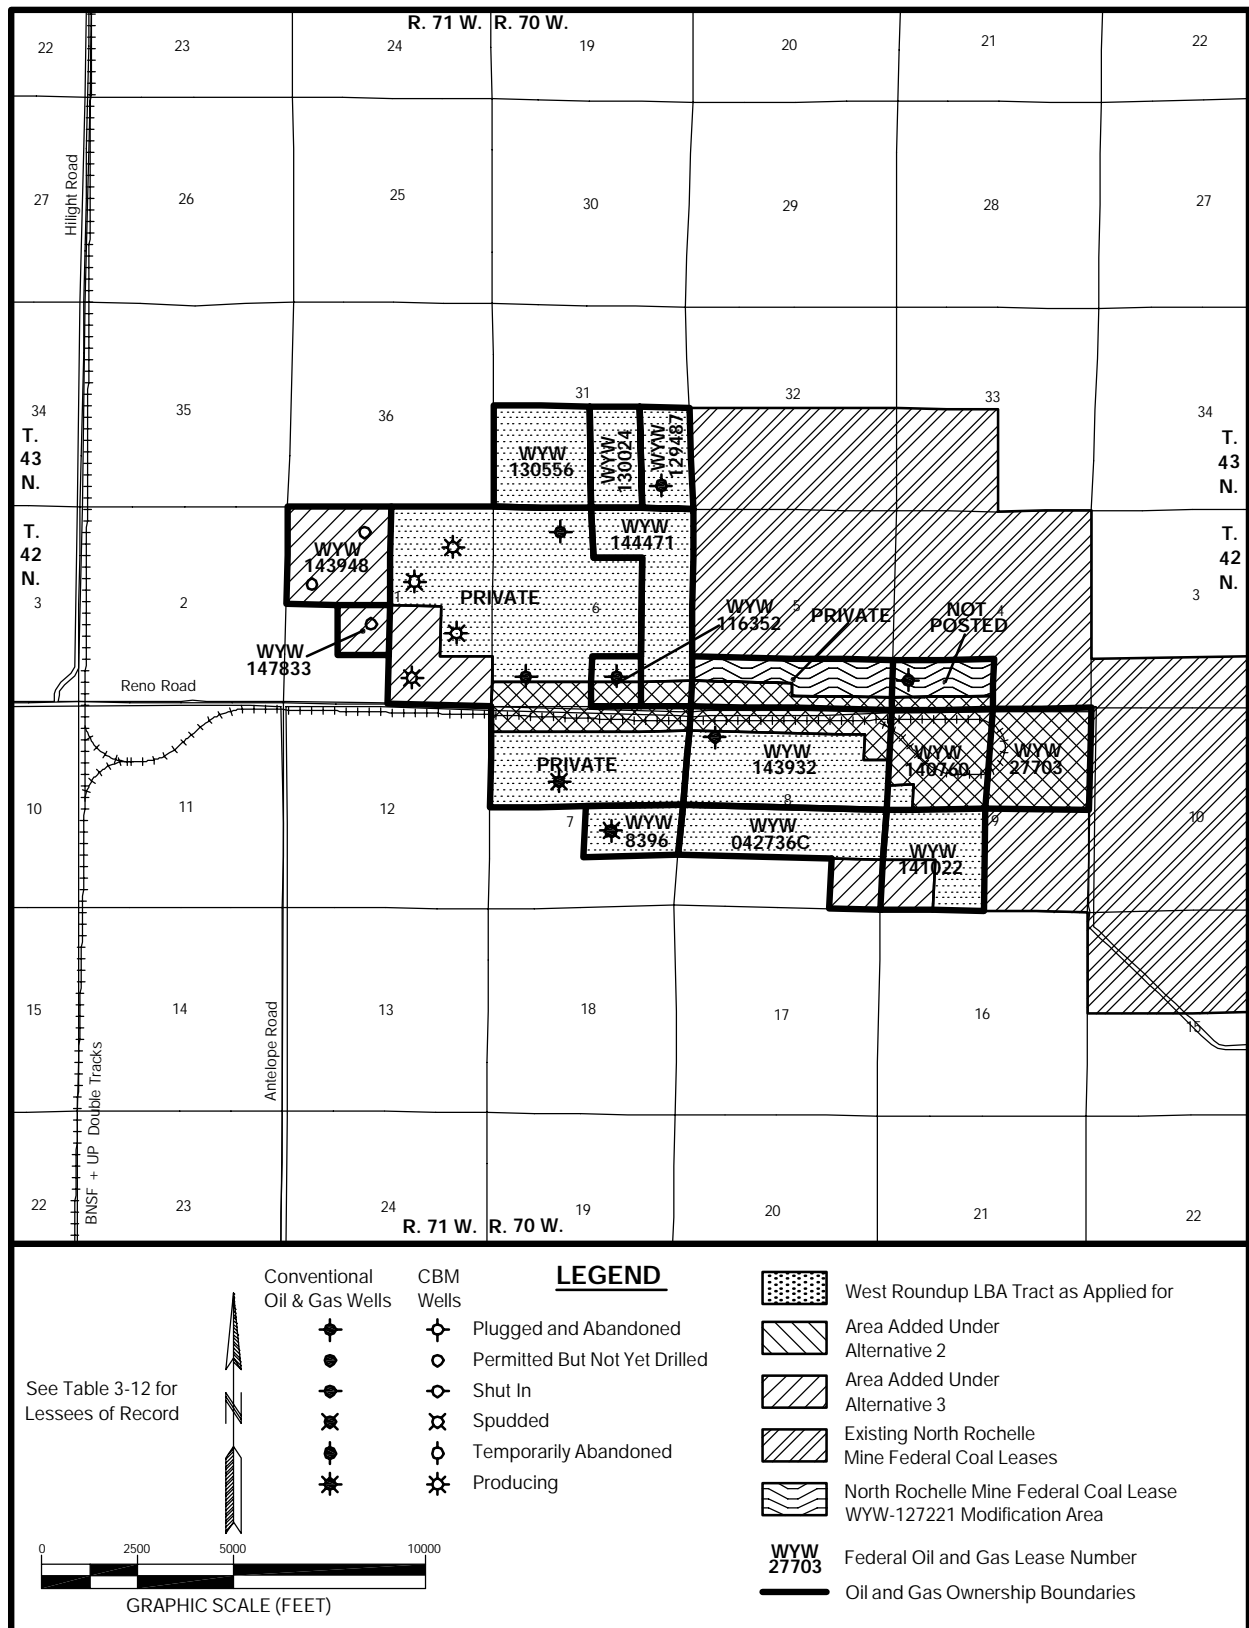 R. 71 W. R. 70 W.
22
23
24
19
20
21
22
Hilight Road
27
26
25
30
29
28
27
34
35
36
31
32
33
34
T.
43
N.
T.
43
N.
WYW
130556
WYW
130024
WYW
129487
T.
42
N.
T.
42
N.
3
2
1
6
5
4
3
WYW
143948
WYW
144471
PRIVATE
WYW
116352
PRIVATE
NOT
POSTED
WYW
147833
Reno Road
PRIVATE
WYW
143932
WYW
140760
WYW
27703
10
11
12
7
8
9
10
WYW
8396
WYW
042736C
WYW
141022
15
14
13
18
17
16
15
Antelope Road
BNSF + UP Double Tracks
22
23
24
19
20
21
22
R. 71 W. R. 70 W.
LEGEND
Conventional
Oil & Gas Wells
CBM
Wells
Plugged and Abandoned
Permitted But Not Yet Drilled
Shut In
Spudded
Temporarily Abandoned
Producing
See Table 3-12 for
Lessees of Record
N
0 2500 5000 10000
GRAPHIC SCALE (FEET)
West Roundup LBA Tract as Applied for
Area Added Under
Alternative 2
Area Added Under
Alternative 3
Existing North Rochelle
Mine Federal Coal Leases
North Rochelle Mine Federal Coal Lease
WYW-127221 Modification Area
WYW
27703
Federal Oil and Gas Lease Number
Oil and Gas Ownership Boundaries